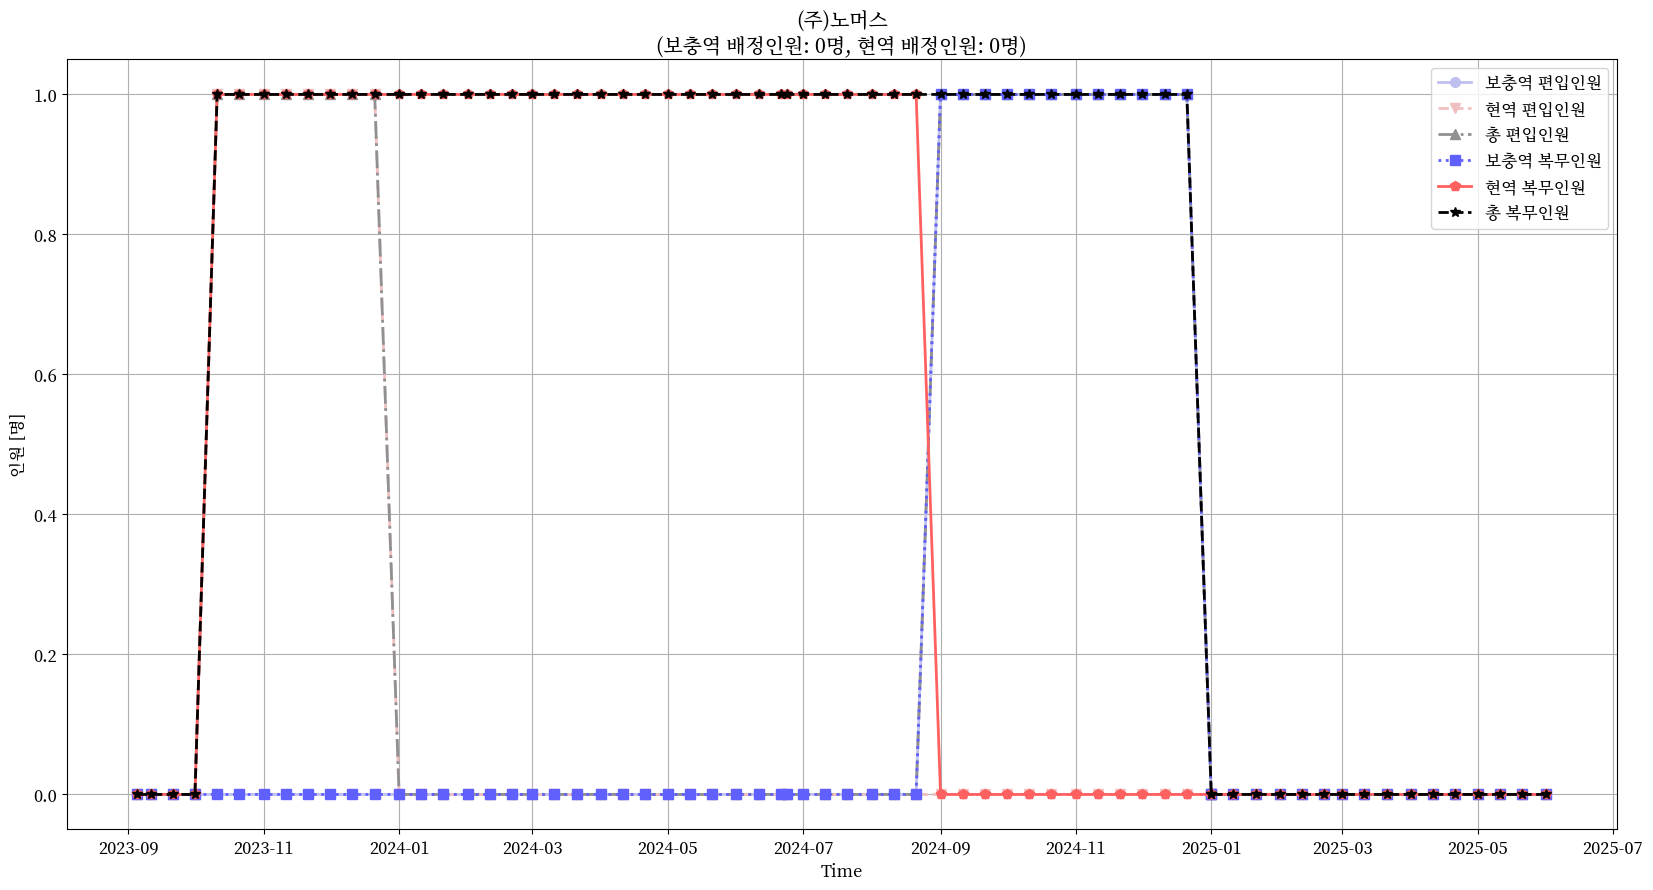 (주)노머스
(보충역 배정인원: 0명, 현역 배정인원: 0명)
보충역 편입인원
현역 편입인원
총 편입인원
보충역 복무인원
현역 복무인원
총 복무인원
인원 [명]
1.0
0.8
0.6
0.4
0.2
0.0
2023-09
2023-11
2024-01
2024-03
2024-05
2024-07
2024-09
2024-11
2025-01
2025-03
2025-05
2025-07
Time